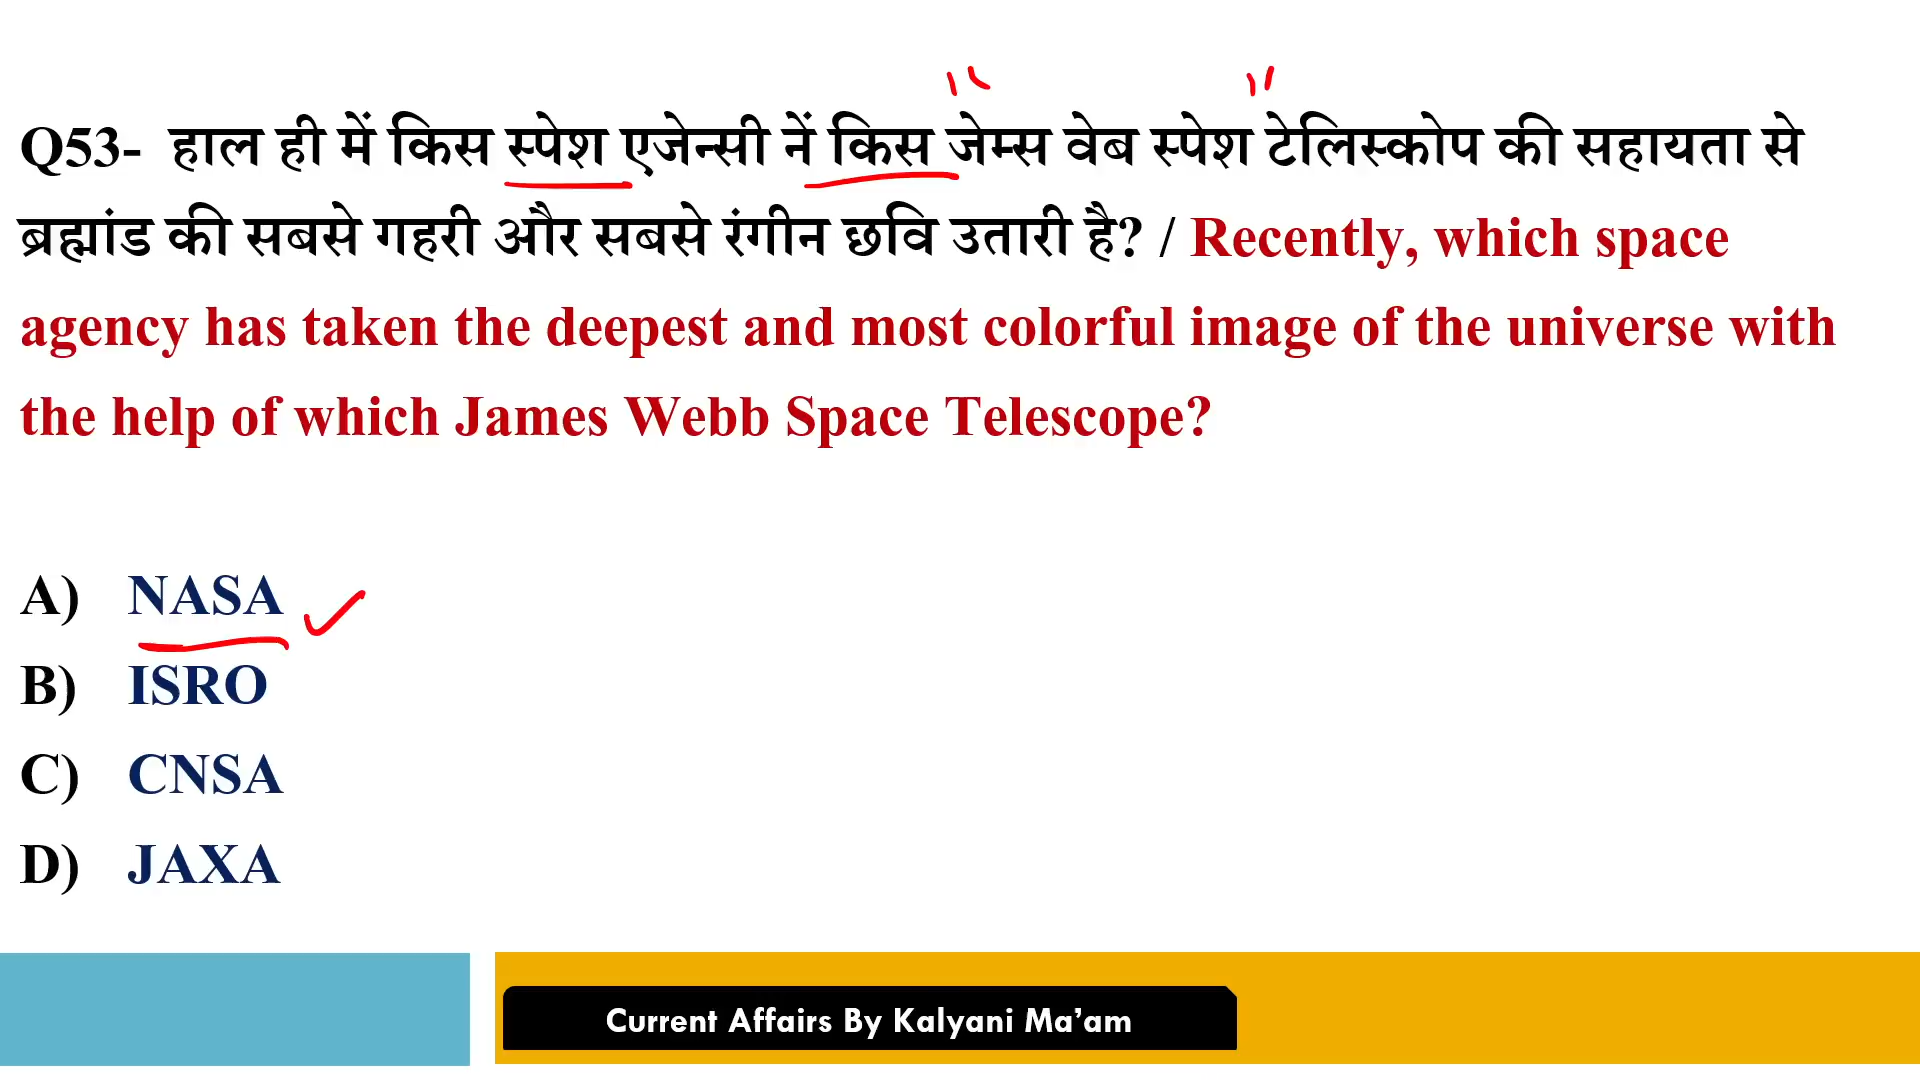 Q53- हाल ही में किस स्पेश एजेन्सी नें किस जेम्स वेब स्पेश टेलिस्कोप की सहायता से
ब्रह्मांड की सबसे गहरी और सबसे रंगीन छवि उतारी है? / Recently, which space
agency has taken the deepest and most colorful image of the universe with
the help of which James Webb Space Telescope?
A) NASA
B) ISRO
C) CNSA
D) JAXA
Current Affairs By Kalyani Ma’am